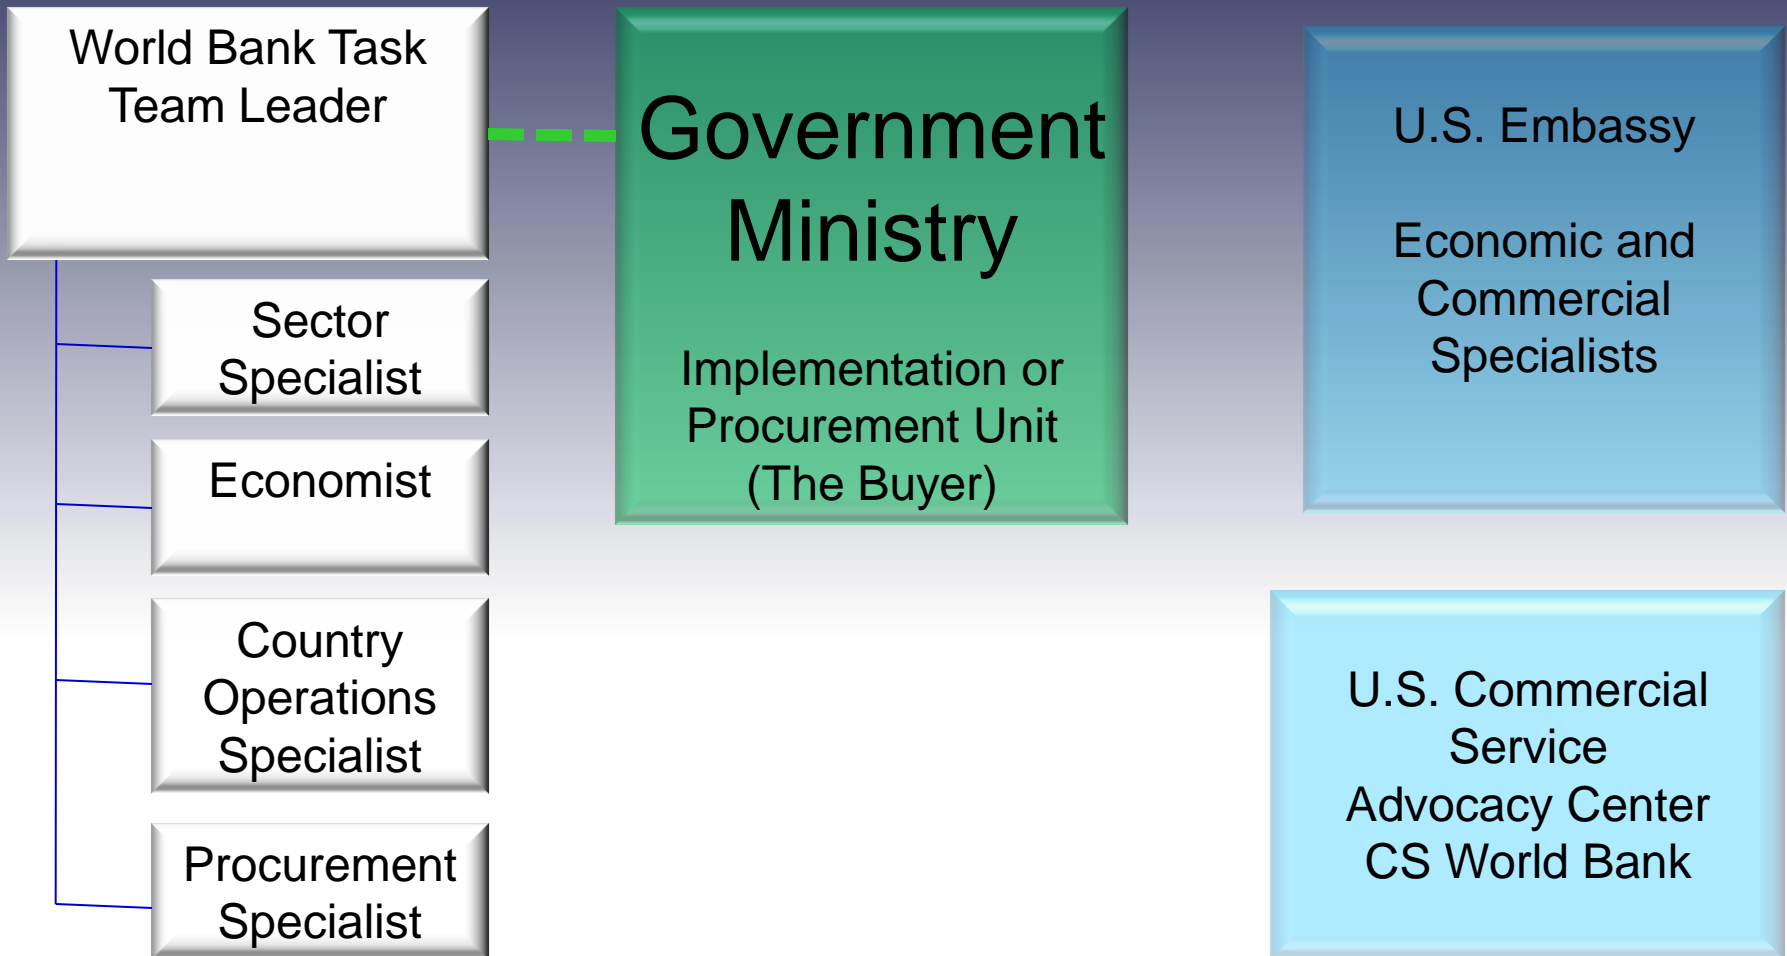 World Bank Task
Team Leader
Sector
Specialist
Economist
Country
Operations
Specialist
Procurement
Specialist
Government
Ministry
Implementation or
Procurement Unit
(The Buyer)
U.S. Embassy
Economic and
Commercial
Specialists
U.S. Commercial
Service
Advocacy Center
CS World Bank